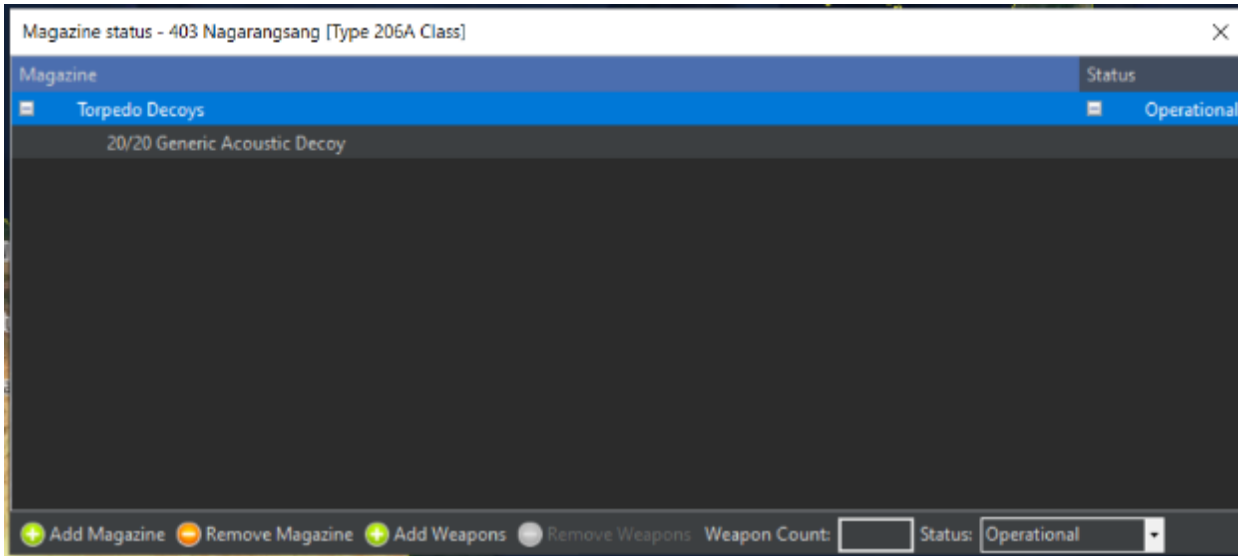 Magazine status - 403 Nagarangsang [Type 206A Class]
Magazine Status
Torpedo Decoys Operational
20/20 Generic Acoustic Decoy
Add Magazine Remove Magazine Add Weapons Remove Weapons Weapon Count: Status: Operational